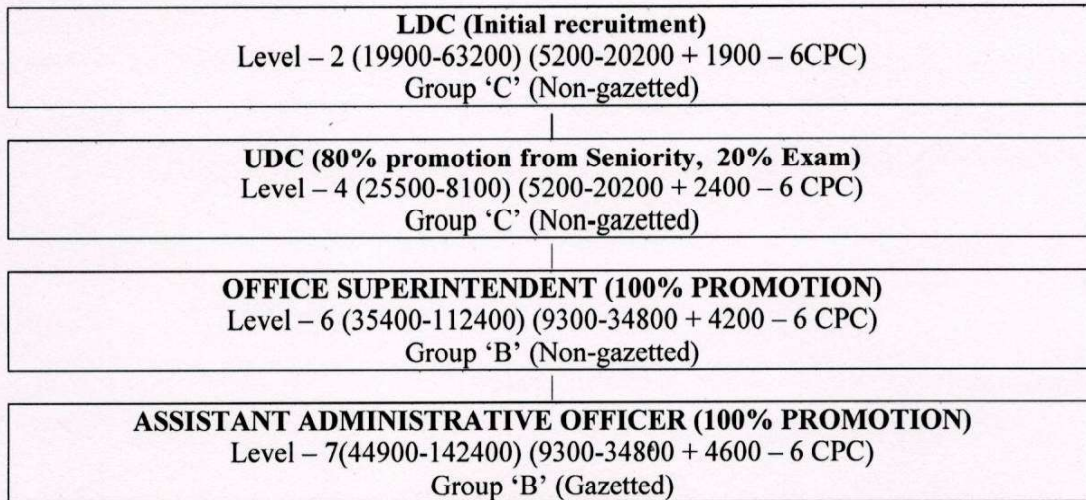 LDC (Initial recruitment)
Level – 2 (19900-63200) (5200-20200 + 1900 – 6CPC)
Group ‘C’ (Non-gazetted)
UDC (80% promotion from Seniority, 20% Exam)
Level – 4 (25500-8100) (5200-20200 + 2400 – 6 CPC)
Group ‘C’ (Non-gazetted)
OFFICE SUPERINTENDENT (100% PROMOTION)
Level – 6 (35400-112400) (9300-34800 + 4200 – 6 CPC)
Group ‘B’ (Non-gazetted)
ASSISTANT ADMINISTRATIVE OFFICER (100% PROMOTION)
Level – 7(44900-142400) (9300-34800 + 4600 – 6 CPC)
Group ‘B’ (Gazetted)